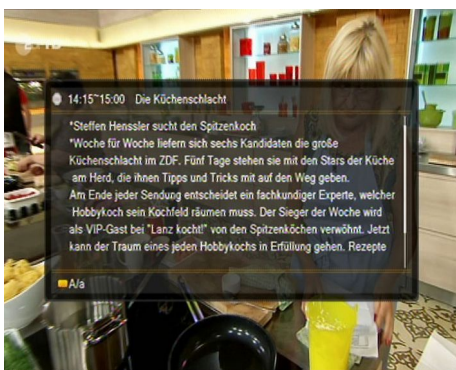 14:15~15:00 Die Küchenschlacht
*Steffen Henssler sucht den Spitzenkoch
*Woche für Woche liefern sich sechs Kandidaten die große
Küchenschlacht im ZDF. Fünf Tage stehen sie mit den Stars der Küche
am Herd, die ihnen Tipps und Tricks mit auf den Weg geben.
Am Ende jeder Sendung entscheidet ein fachkundiger Experte, welcher
Hobbykoch sein Kochfeld räumen muss. Der Sieger der Woche wird
als VIP-Gast bei "Lanz kocht!" von den Spitzenköchen verwöhnt. Jetzt
kann der Traum eines jeden Hobbykochs in Erfüllung gehen. Rezepte
A/a